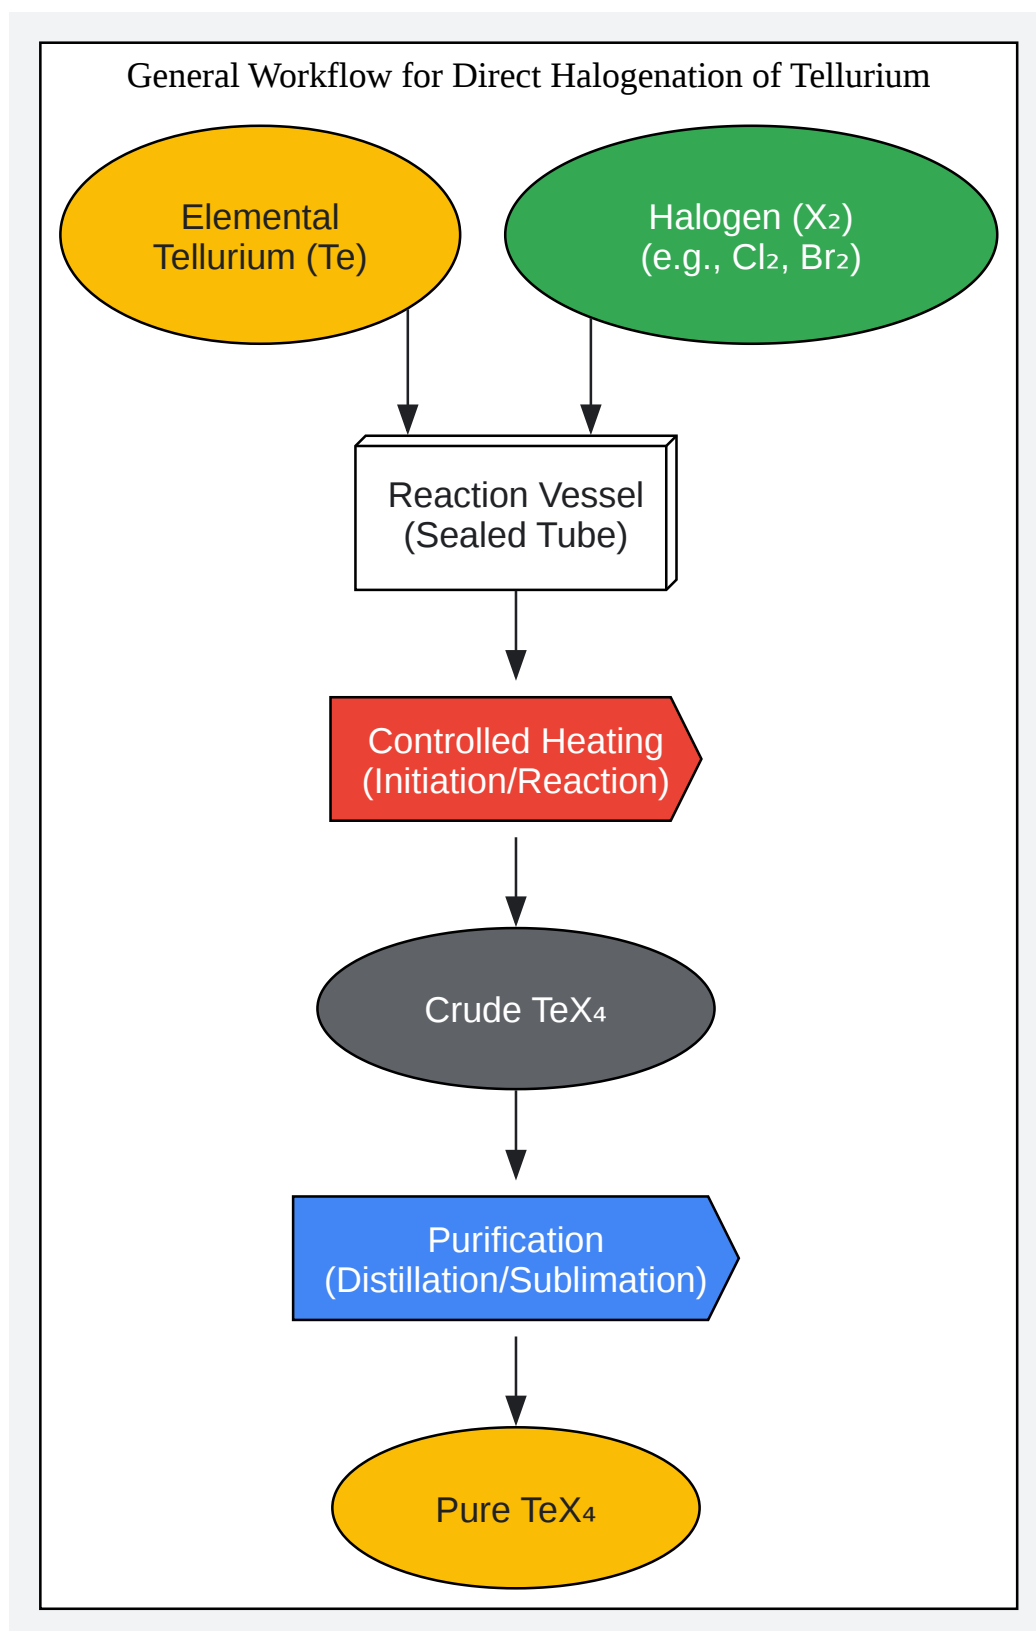 General Workflow for Direct Halogenation of Tellurium
Elemental
Tellurium (Te)
Halogen (X₂)
(e.g., Cl₂, Br₂)
Reaction Vessel
(Sealed Tube)
Controlled Heating
(Initiation/Reaction)
Crude TeX₄
Purification
(Distillation/Sublimation)
Pure TeX₄